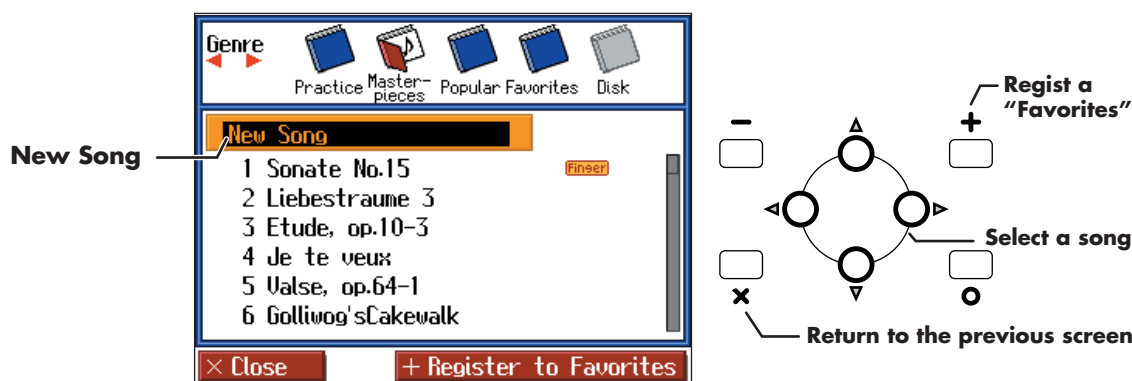 Genre
Practice
Master-
pieces
Popular
Favorites
Disk
New Song
New Song
1 Sonate No.15
Finger
2 Liebestraume 3
3 Etude, op.10-3
4 Je te veux
5 Valse, op.64-1
6 Golliwog'sCakewalk
× Close
+ Register to Favorites
Regist a
“Favorites”
− +
Select a song
× ○
Return to the previous screen